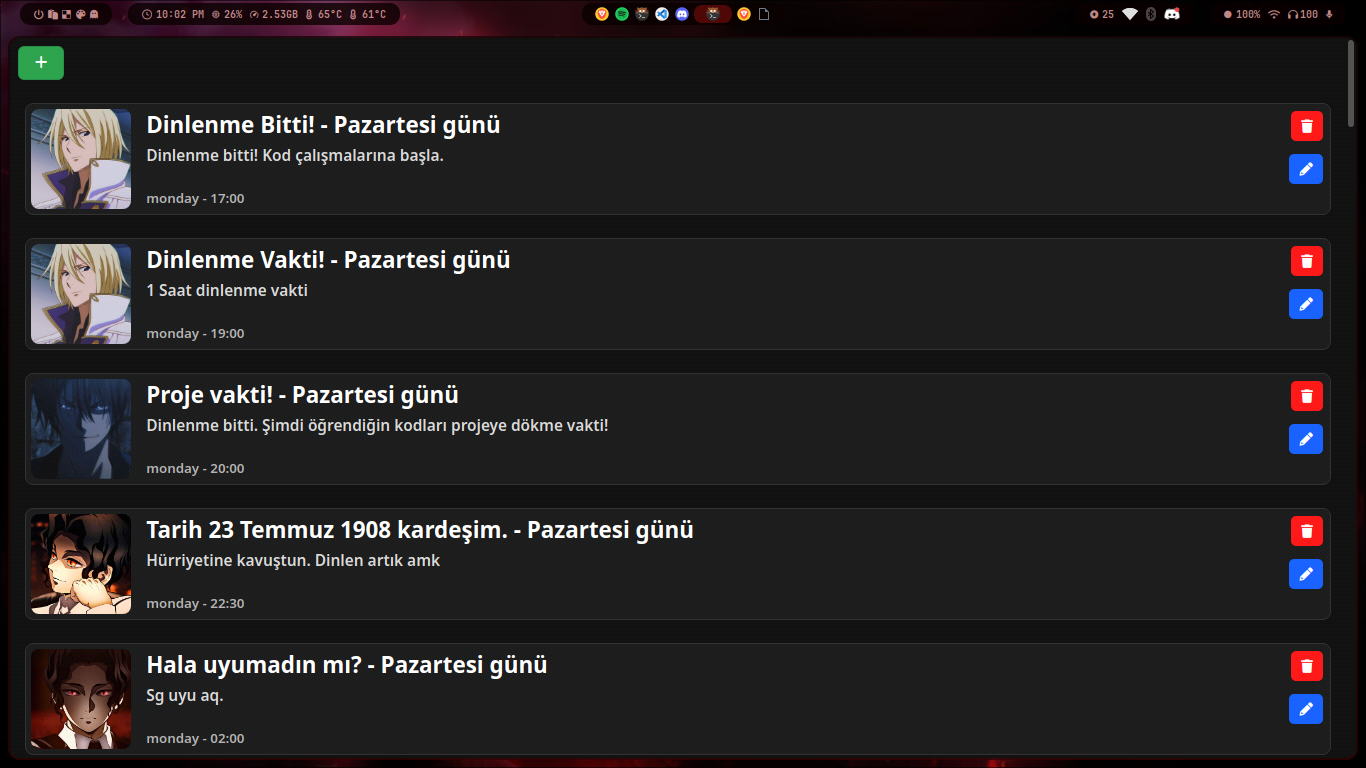 10:02 PM 26% 2.53GB 65°C 61°C
25
100% 100
+
Dinlenme Bitti! - Pazartesi günü
Dinlenme bitti! Kod çalışmalarına başla.
monday - 17:00
Dinlenme Vakti! - Pazartesi günü
1 Saat dinlenme vakti
monday - 19:00
Proje vakti! - Pazartesi günü
Dinlenme bitti. Şimdi öğrendiğin kodları projeye dökme vakti!
monday - 20:00
Tarih 23 Temmuz 1908 kardeşim. - Pazartesi günü
Hürriyetine kavuştun. Dinlen artık amk
monday - 22:30
Hala uyumadın mı? - Pazartesi günü
Sg uyu aq.
monday - 02:00